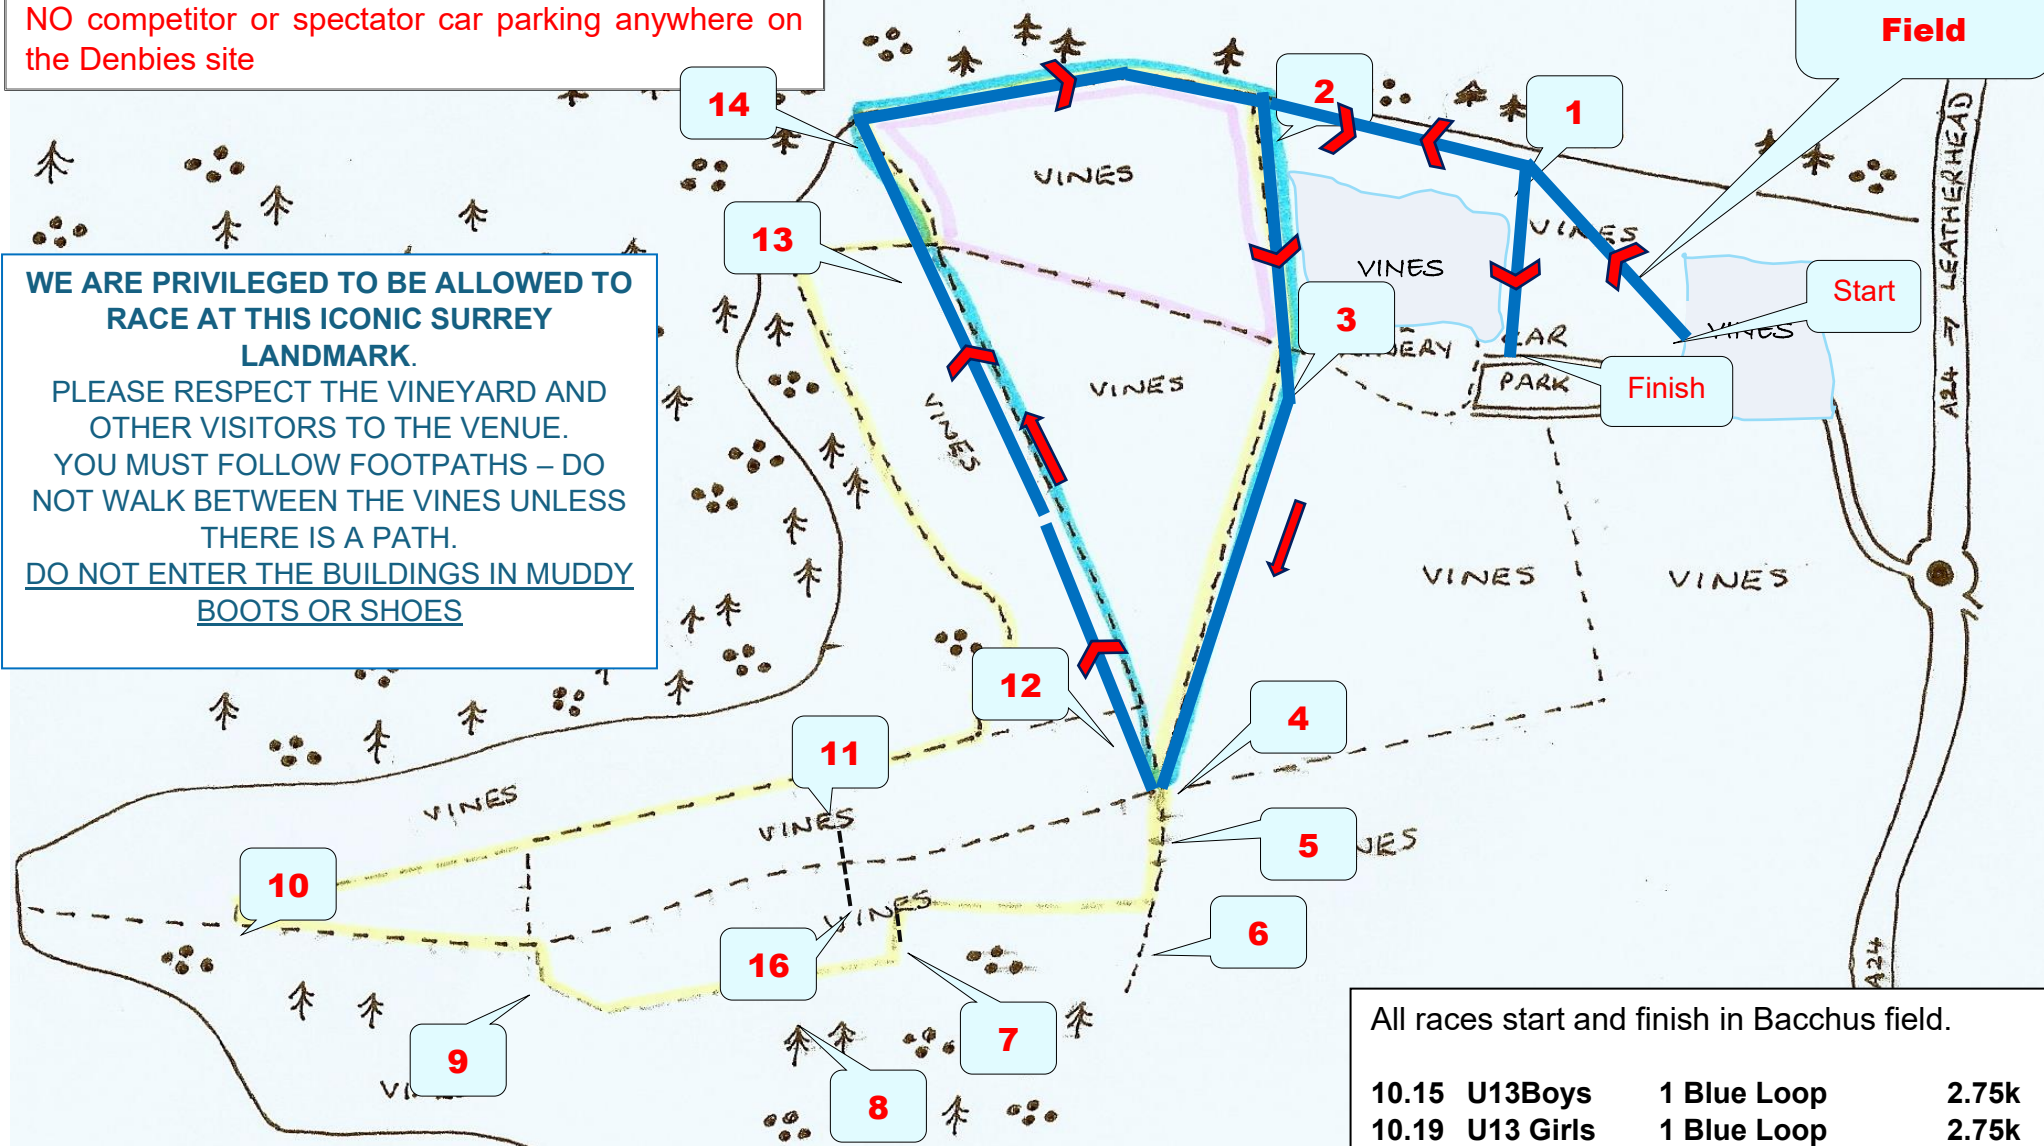 NO competitor or spectator car parking anywhere on
the Denbies site
Field
14
2
1
VINES
13
VINES
VINES
Start
3
CAR
VINES
PARK
Finish
A24 → LEATHERHEAD
VINES
VINES
WE ARE PRIVILEGED TO BE ALLOWED TO
RACE AT THIS ICONIC SURREY
LANDMARK.
PLEASE RESPECT THE VINEYARD AND
OTHER VISITORS TO THE VENUE.
YOU MUST FOLLOW FOOTPATHS – DO
NOT WALK BETWEEN THE VINES UNLESS
THERE IS A PATH.
DO NOT ENTER THE BUILDINGS IN MUDDY
BOOTS OR SHOES
VINES
VINES
12
4
11
VINES
VINES
5
10
VINES
6
16
7
9
8
A24
All races start and finish in Bacchus field.
10.15 U13Boys 1 Blue Loop 2.75k
10.19 U13 Girls 1 Blue Loop 2.75k